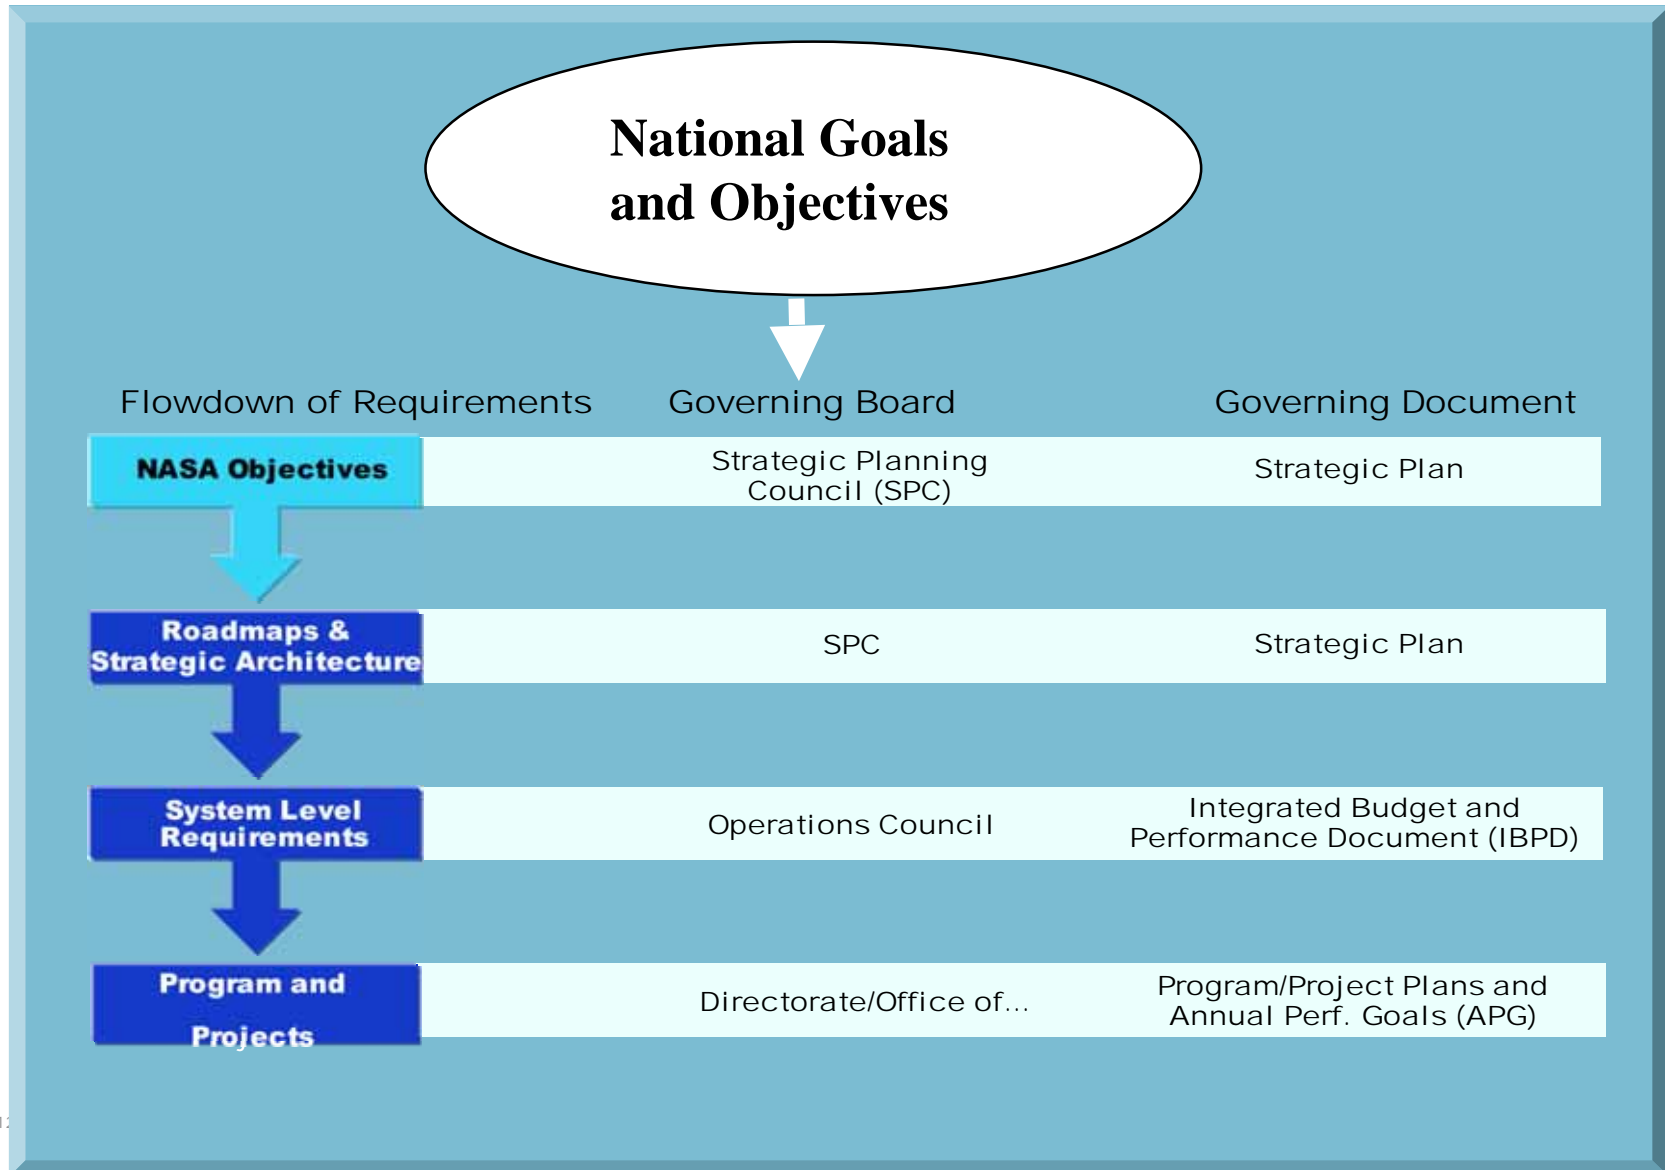 National Goals
and Objectives
Flowdown of Requirements Governing Board Governing Document
NASA Objectives
Strategic Planning
Council (SPC)
Strategic Plan
Roadmaps &
Strategic Architecture
SPC
Strategic Plan
System Level
Requirements
Operations Council
Integrated Budget and
Performance Document (IBPD)
Program and
Projects
Directorate/Office of...
Program/Project Plans and
Annual Perf. Goals (APG)